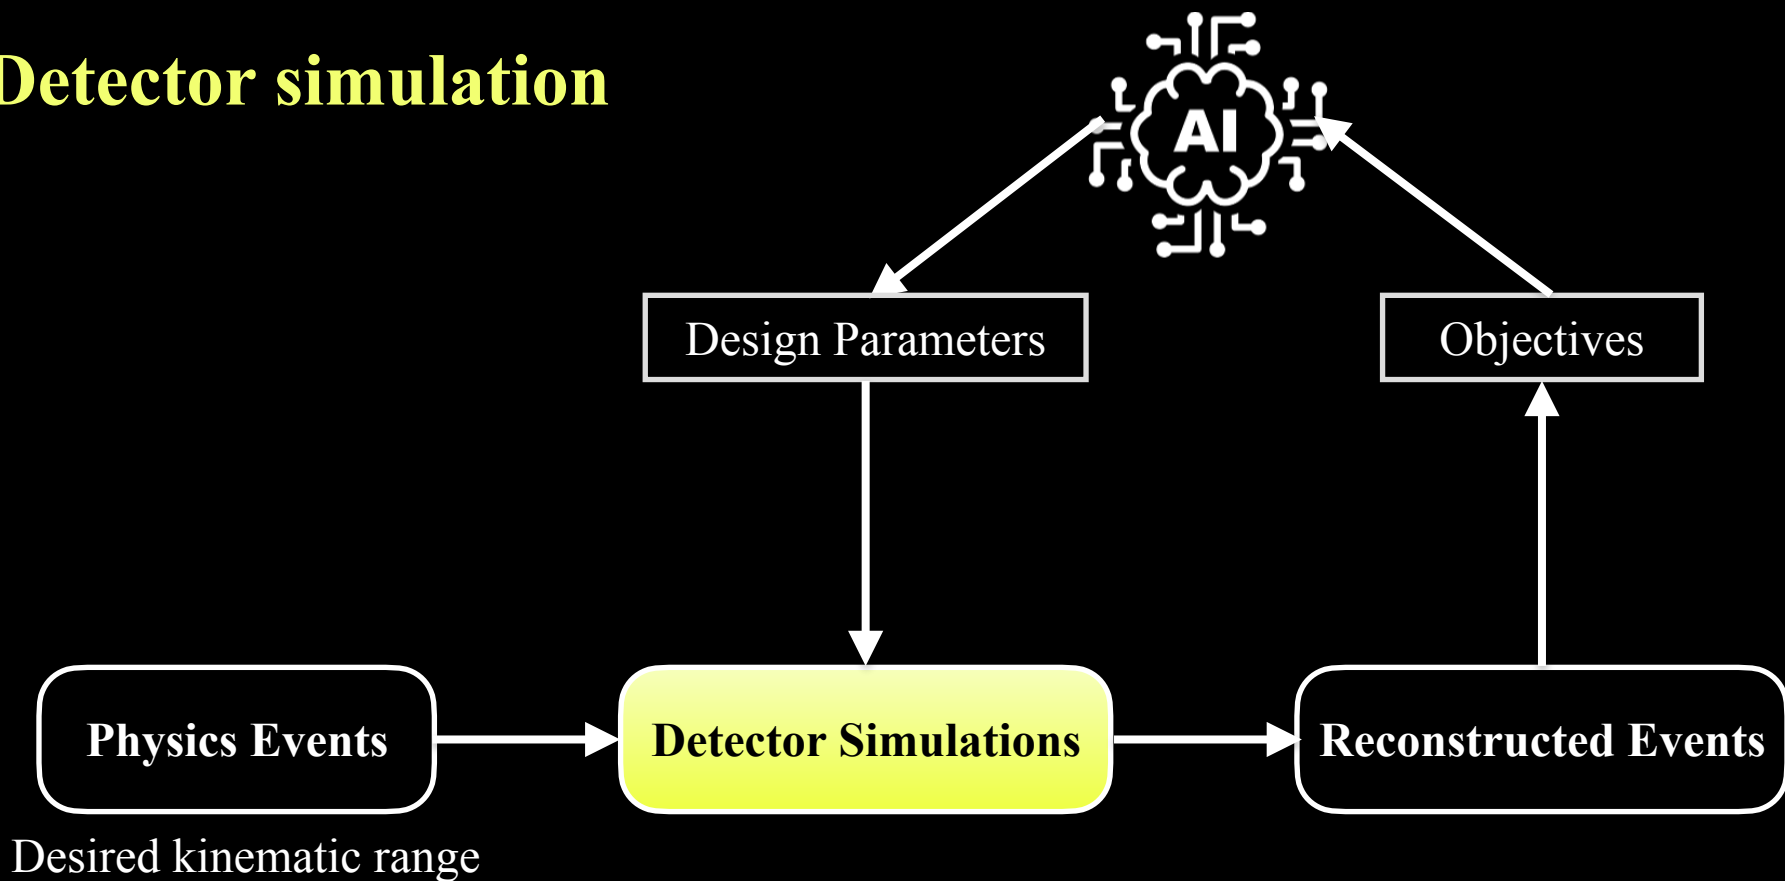 Detector simulation
AI
Design Parameters
Objectives
Physics Events
Detector Simulations
Reconstructed Events
Desired kinematic range